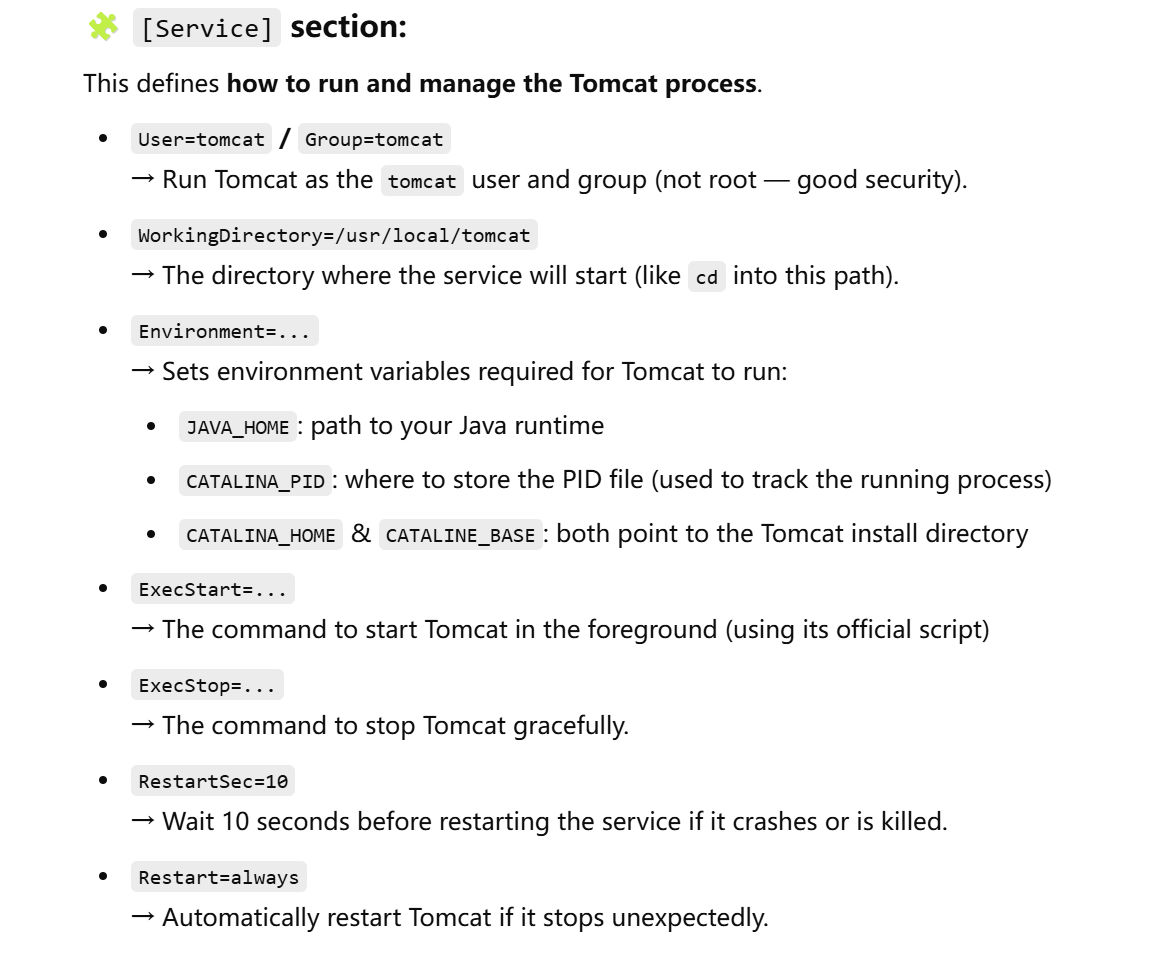 [Service] section:
This defines how to run and manage the Tomcat process.
User=tomcat / Group=tomcat
→ Run Tomcat as the tomcat user and group (not root — good security).
WorkingDirectory=/usr/local/tomcat
→ The directory where the service will start (like cd into this path).
Environment=...
→ Sets environment variables required for Tomcat to run:
JAVA_HOME: path to your Java runtime
CATALINA_PID: where to store the PID file (used to track the running process)
CATALINA_HOME & CATALINE_BASE: both point to the Tomcat install directory
ExecStart=...
→ The command to start Tomcat in the foreground (using its official script)
ExecStop=...
→ The command to stop Tomcat gracefully.
RestartSec=10
→ Wait 10 seconds before restarting the service if it crashes or is killed.
Restart=always
→ Automatically restart Tomcat if it stops unexpectedly.